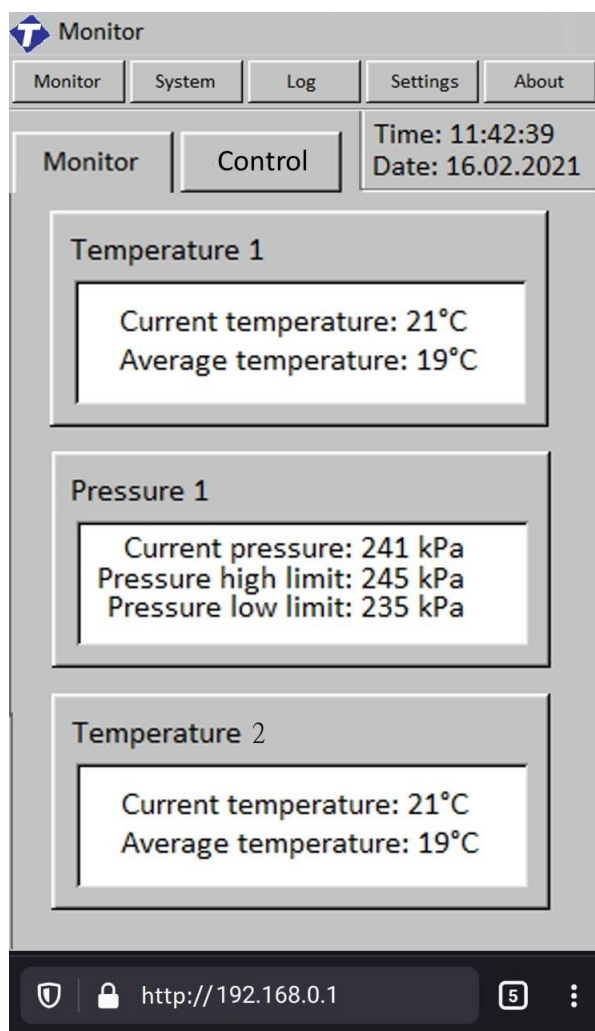 Monitor
Monitor System Log Settings About
Monitor Control
Time: 11:42:39
Date: 16.02.2021
Temperature 1
Current temperature: 21°C
Average temperature: 19°C
Pressure 1
Current pressure: 241 kPa
Pressure high limit: 245 kPa
Pressure low limit: 235 kPa
Temperature 2
Current temperature: 21°C
Average temperature: 19°C
http://192.168.0.1 5